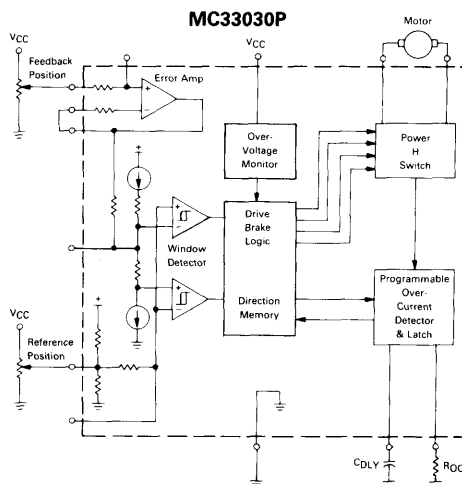 MC33030P
Motor
VCC
Feedback
Position
VCC
Error Amp
+
−
Over-
Voltage
Monitor
Power
H
Switch
+
+
−
Window
Detector
+
−
Drive
Brake
Logic
Direction
Memory
Programmable
Over-
Current
Detector
& Latch
VCC
Reference
Position
+
CDLY
ROC